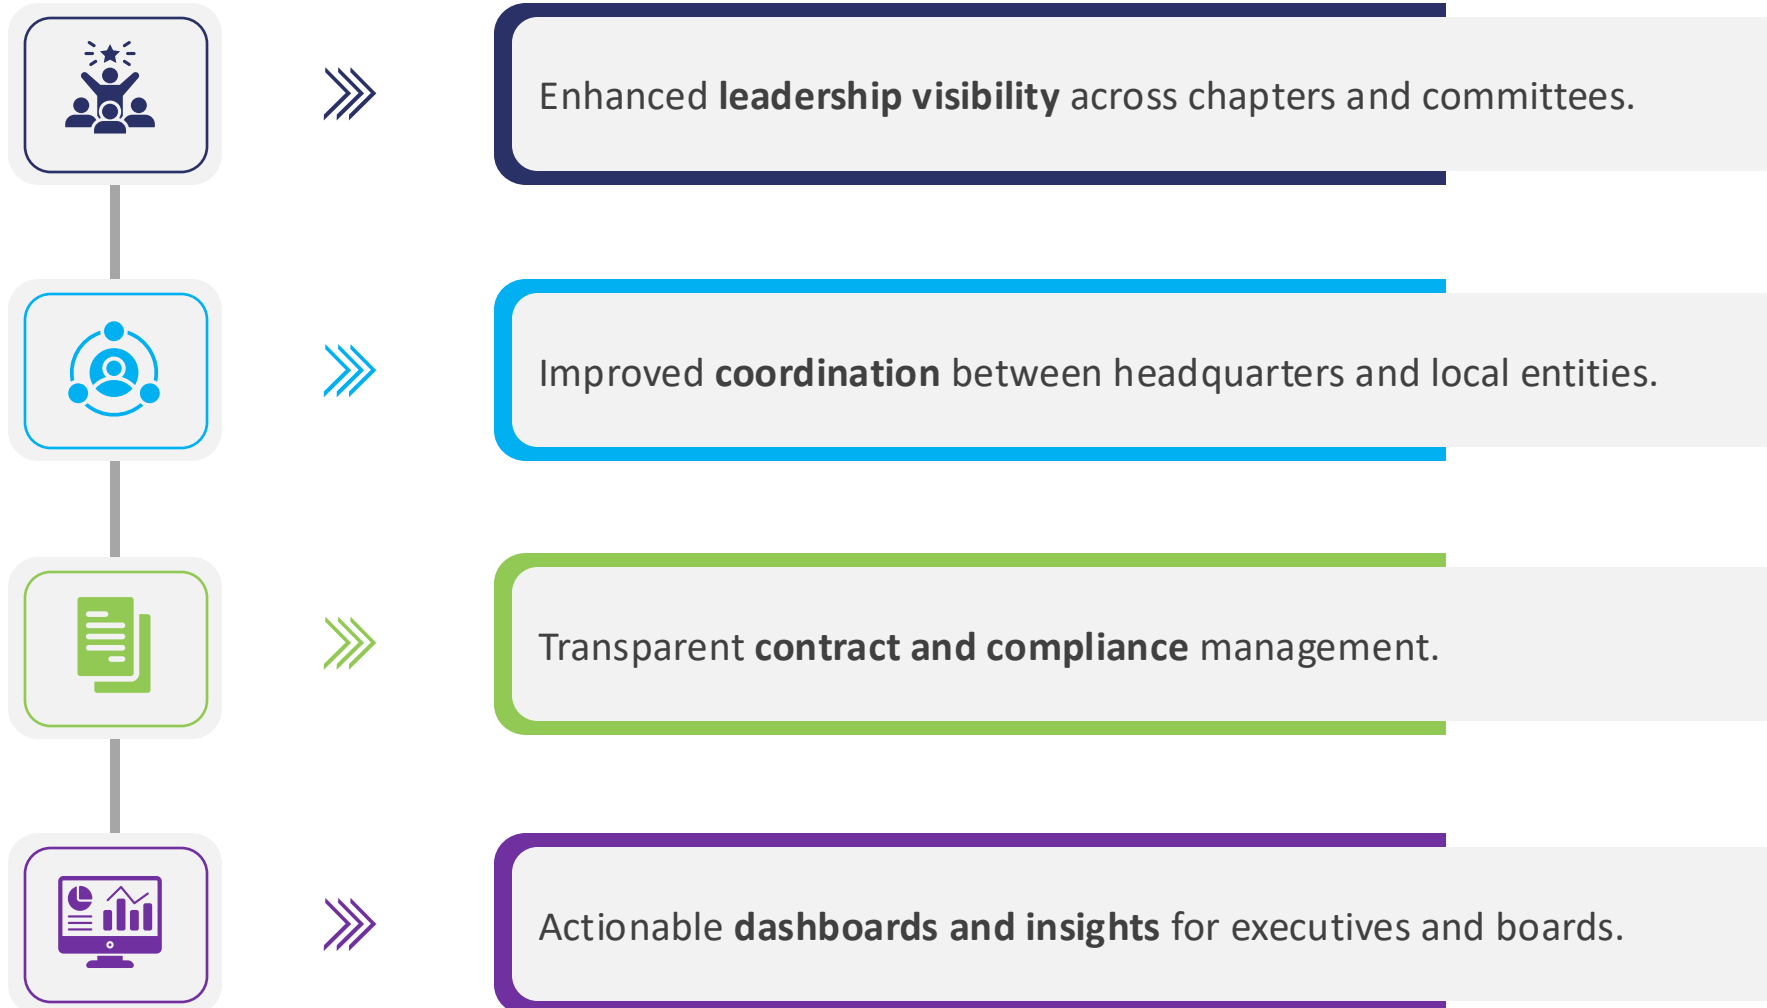 Enhanced leadership visibility across chapters and committees.
Improved coordination between headquarters and local entities.
Transparent contract and compliance management.
Actionable dashboards and insights for executives and boards.